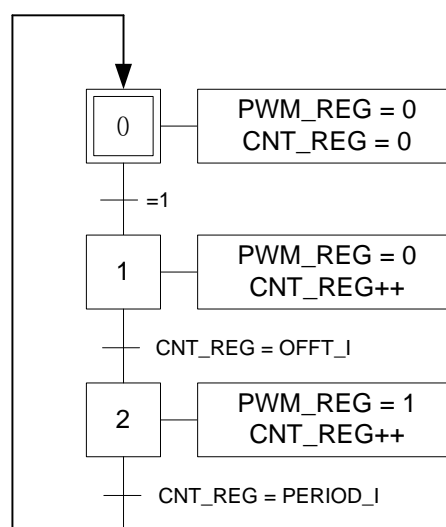 0
PWM_REG = 0
CNT_REG = 0
=1
1
PWM_REG = 0
CNT_REG++
CNT_REG = OFFT_I
2
PWM_REG = 1
CNT_REG++
CNT_REG = PERIOD_I